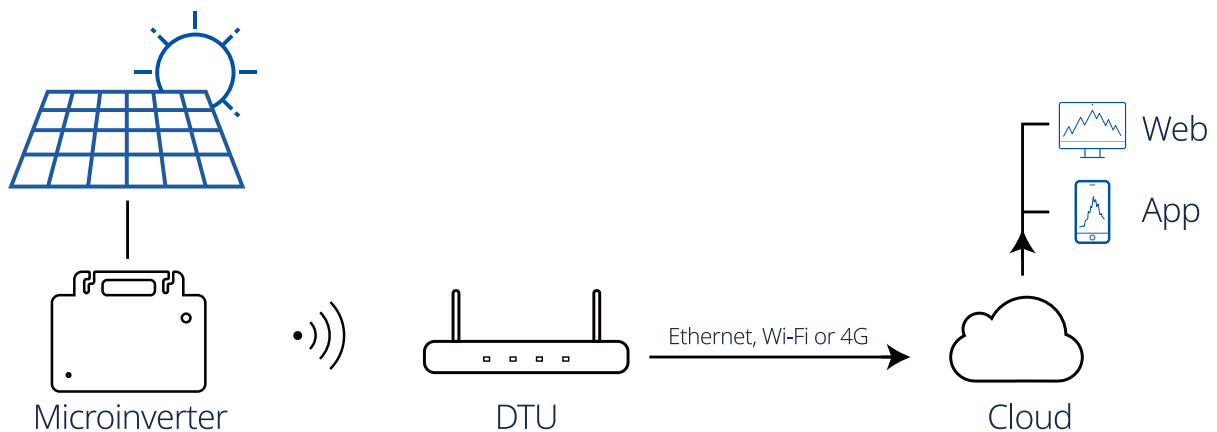 Web
App
Ethernet, Wi-Fi or 4G
Microinverter
DTU
Cloud